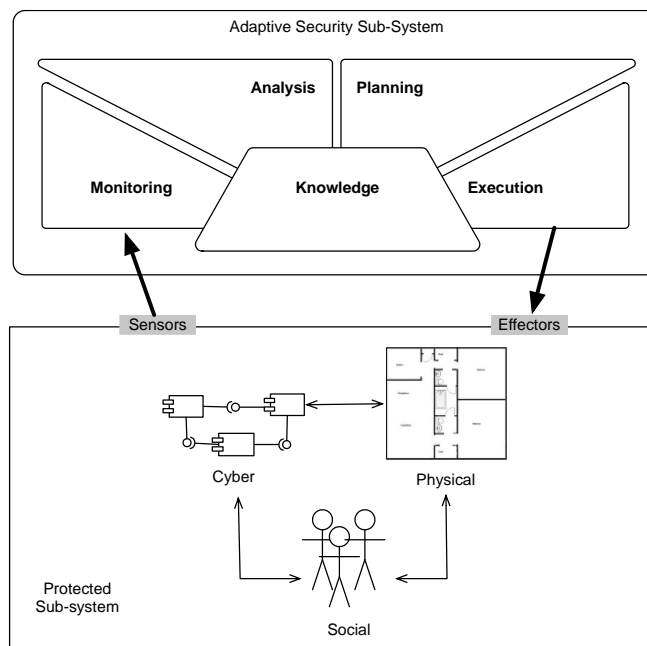 Adaptive Security Sub-System
Analysis
Planning
Monitoring
Knowledge
Execution
Sensors
Effectors
Cyber
Physical
Protected
Sub-system
Social